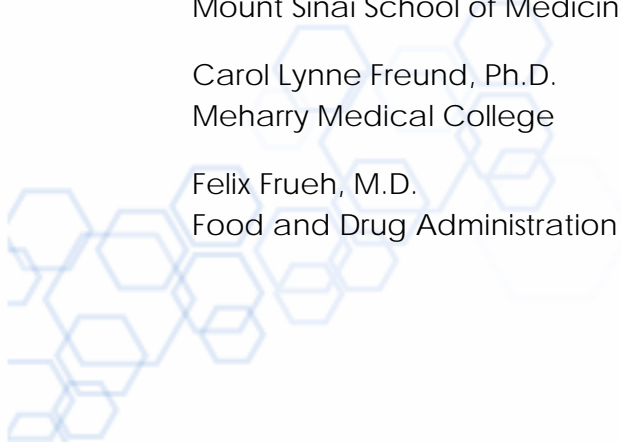 Mount Sinai School of Medicin
Carol Lynne Freund, Ph.D.
Meharry Medical College
Felix Frueh, M.D.
Food and Drug Administration